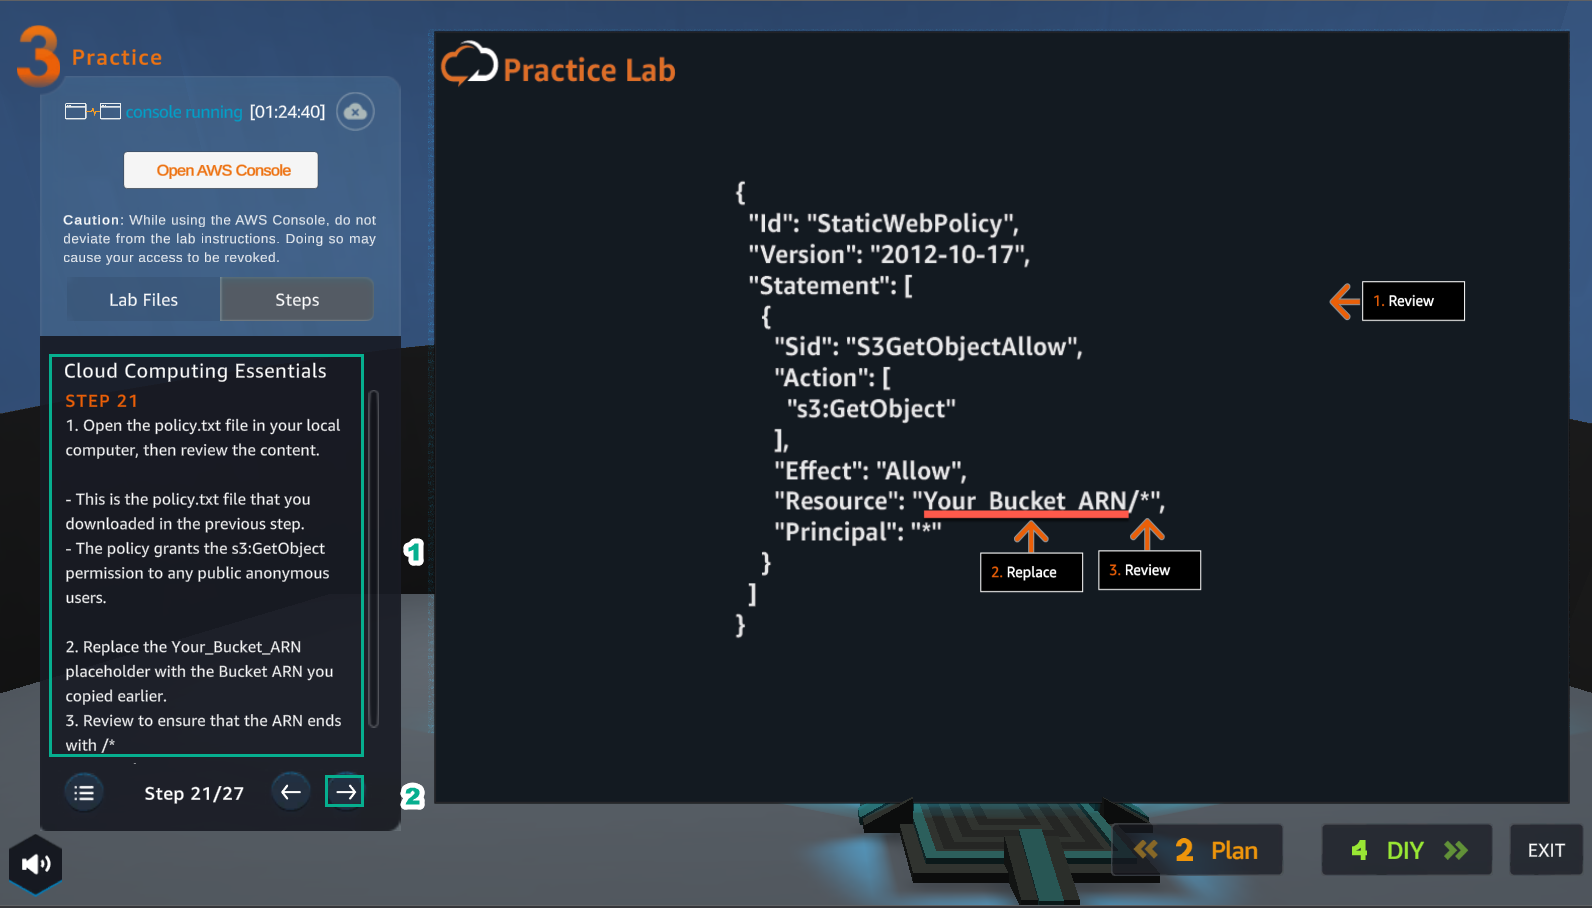 3 Practice
console running [01:24:40]
Open AWS Console
Caution: While using the AWS Console, do not
deviate from the lab instructions. Doing so may
cause your access to be revoked.
Lab Files
Steps
Cloud Computing Essentials
STEP 21
1. Open the policy.txt file in your local
computer, then review the content.
- This is the policy.txt file that you
downloaded in the previous step.
- The policy grants the s3:GetObject
permission to any public anonymous
users.
2. Replace the Your_Bucket_ARN
placeholder with the Bucket ARN you
copied earlier.
3. Review to ensure that the ARN ends
with /*
1
Step 21/27
2
Practice Lab
{
"Id": "StaticWebPolicy",
"Version": "2012-10-17",
"Statement": [
{
"Sid": "S3GetObjectAllow",
"Action": [
"s3:GetObject"
],
"Effect": "Allow",
"Resource": "Your_Bucket_ARN/*",
"Principal": "*"
}
]
}
1. Review
2. Replace
3. Review
2 Plan
4 DIY
EXIT